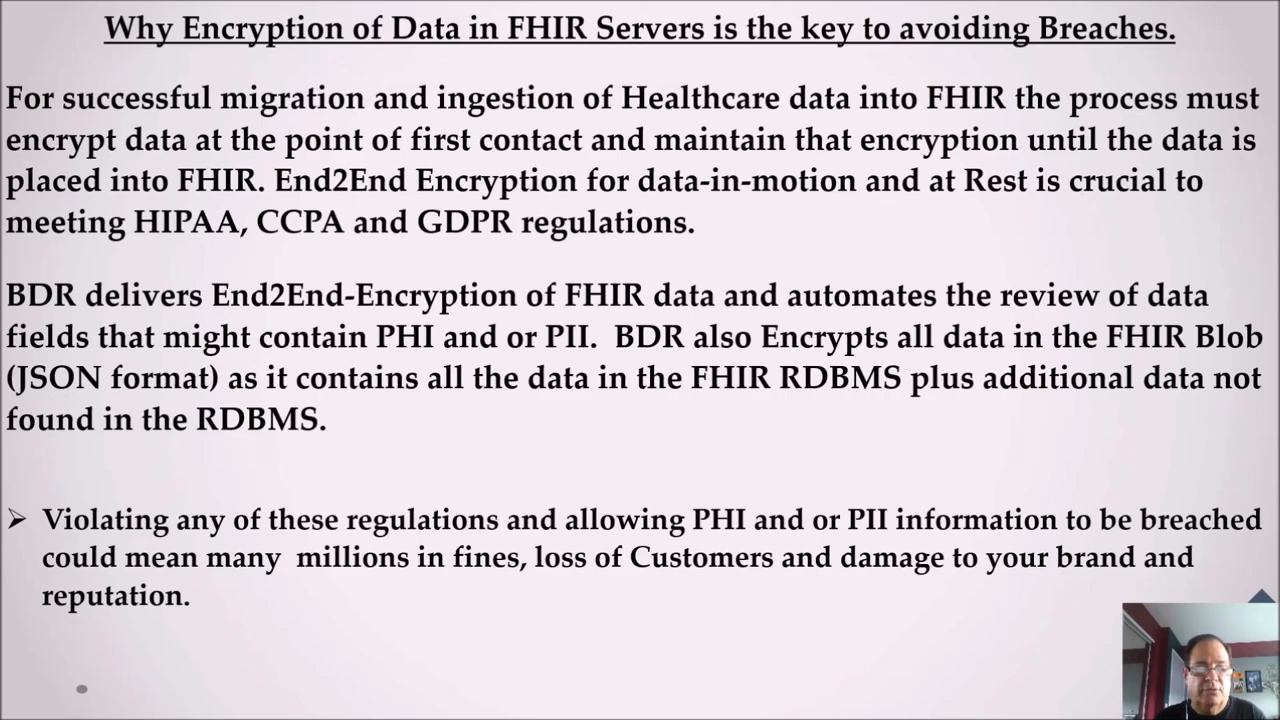 Why Encryption of Data in FHIR Servers is the key to avoiding Breaches.
For successful migration and ingestion of Healthcare data into FHIR the process must
encrypt data at the point of first contact and maintain that encryption until the data is
placed into FHIR. End2End Encryption for data-in-motion and at Rest is crucial to
meeting HIPAA, CCPA and GDPR regulations.
BDR delivers End2End-Encryption of FHIR data and automates the review of data
fields that might contain PHI and or PII.  BDR also Encrypts all data in the FHIR Blob
(JSON format) as it contains all the data in the FHIR RDBMS plus additional data not
found in the RDBMS.
➢ Violating any of these regulations and allowing PHI and or PII information to be breached
could mean many  millions in fines, loss of Customers and damage to your brand and
reputation.